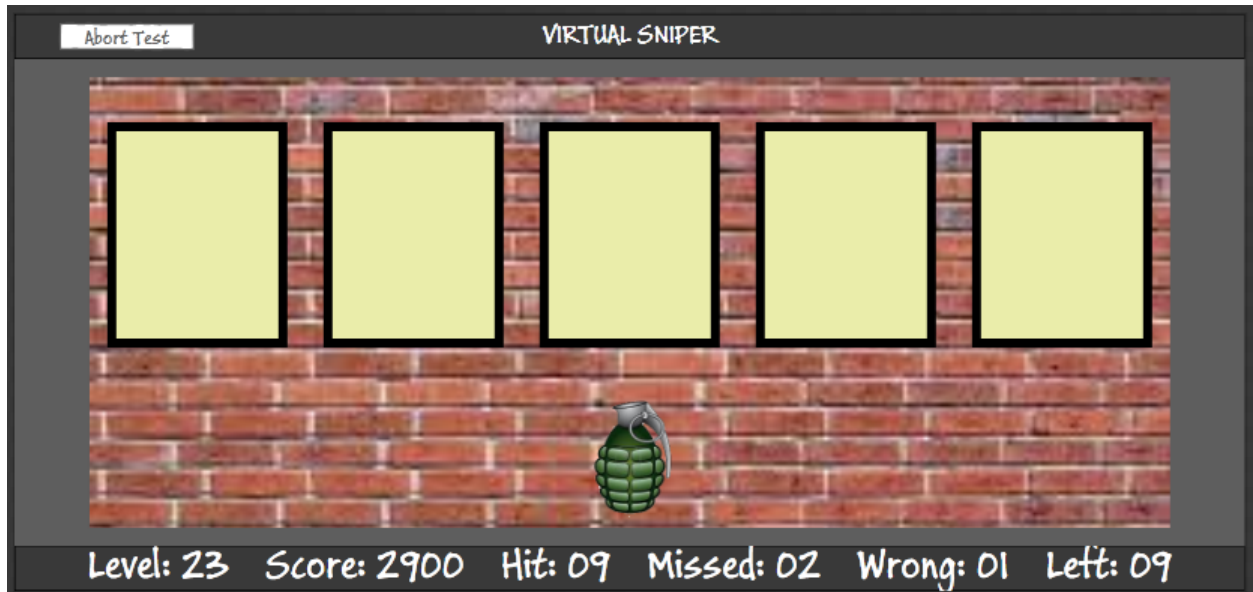 Abort Test
VIRTUAL SNIPER
Level: 23 Score: 2900 Hit: 09 Missed: 02 Wrong: 01 Left: 09